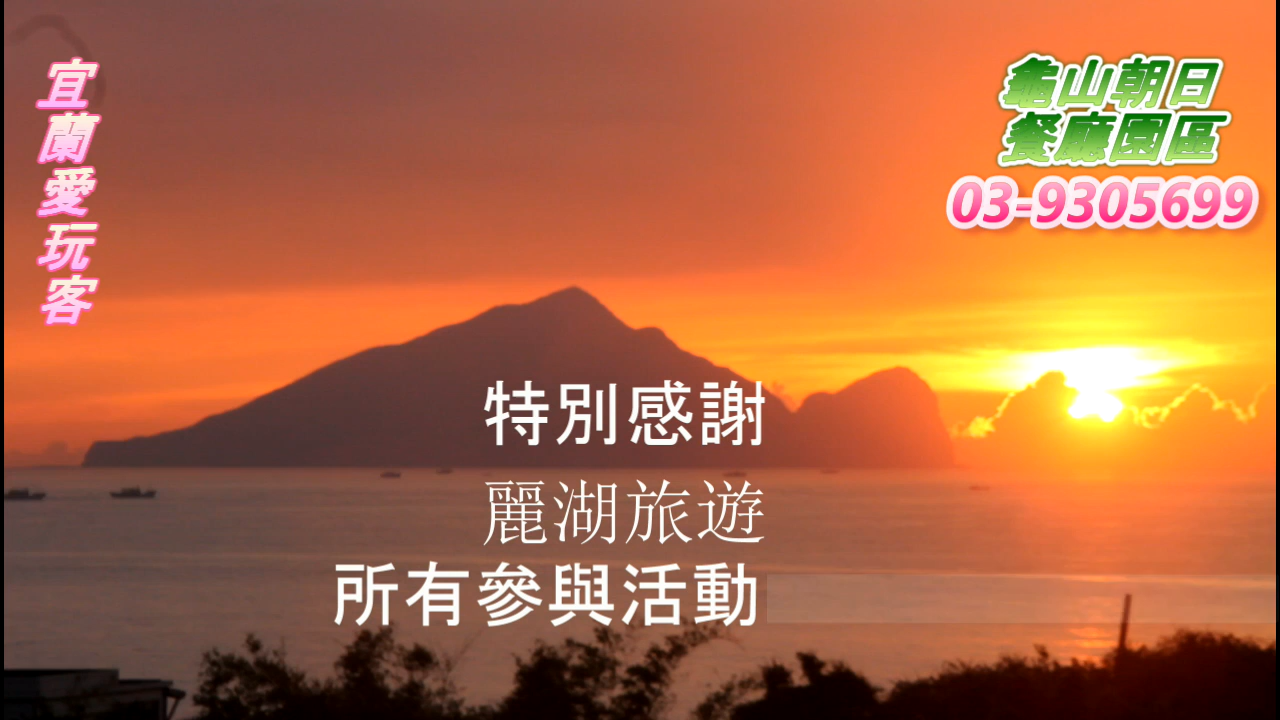 宜蘭愛玩客
龜山朝日
餐廳園區
03-9305699
特別感謝
麗湖旅遊
所有參與活動